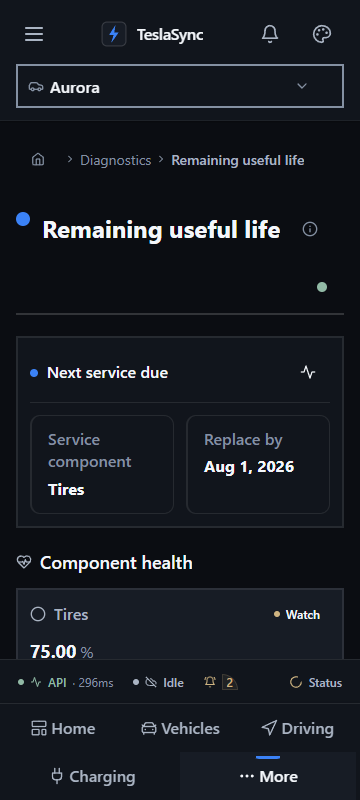 TeslaSync
Aurora
Diagnostics
Remaining useful life
Remaining useful life
Next service due
Service
component
Tires
Replace by
Aug 1, 2026
Component health
Tires
Watch
75.00 %
API · 296ms
Idle
2
Status
Home
Vehicles
Driving
Charging
More